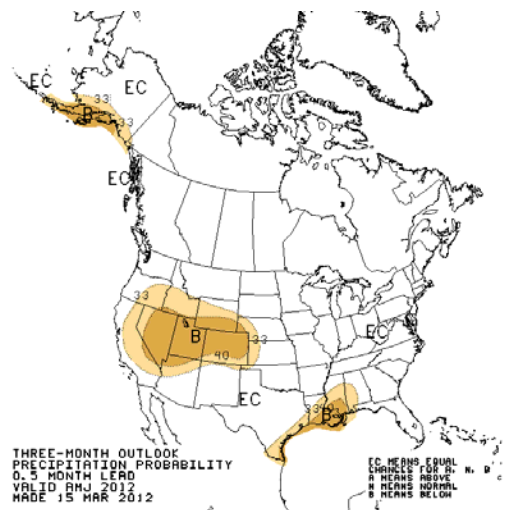 EC
33
EC
B
33
EC
33
B
33
40
EC
EC
33
B
THREE-MONTH OUTLOOK
PRECIPITATION PROBABILITY
0.5 MONTH LEAD
VALID AMJ 2012
MADE 15 MAR 2012
EC MEANS EQUAL
CHANCES FOR A, N, B
A MEANS ABOVE
N MEANS NORMAL
B MEANS BELOW